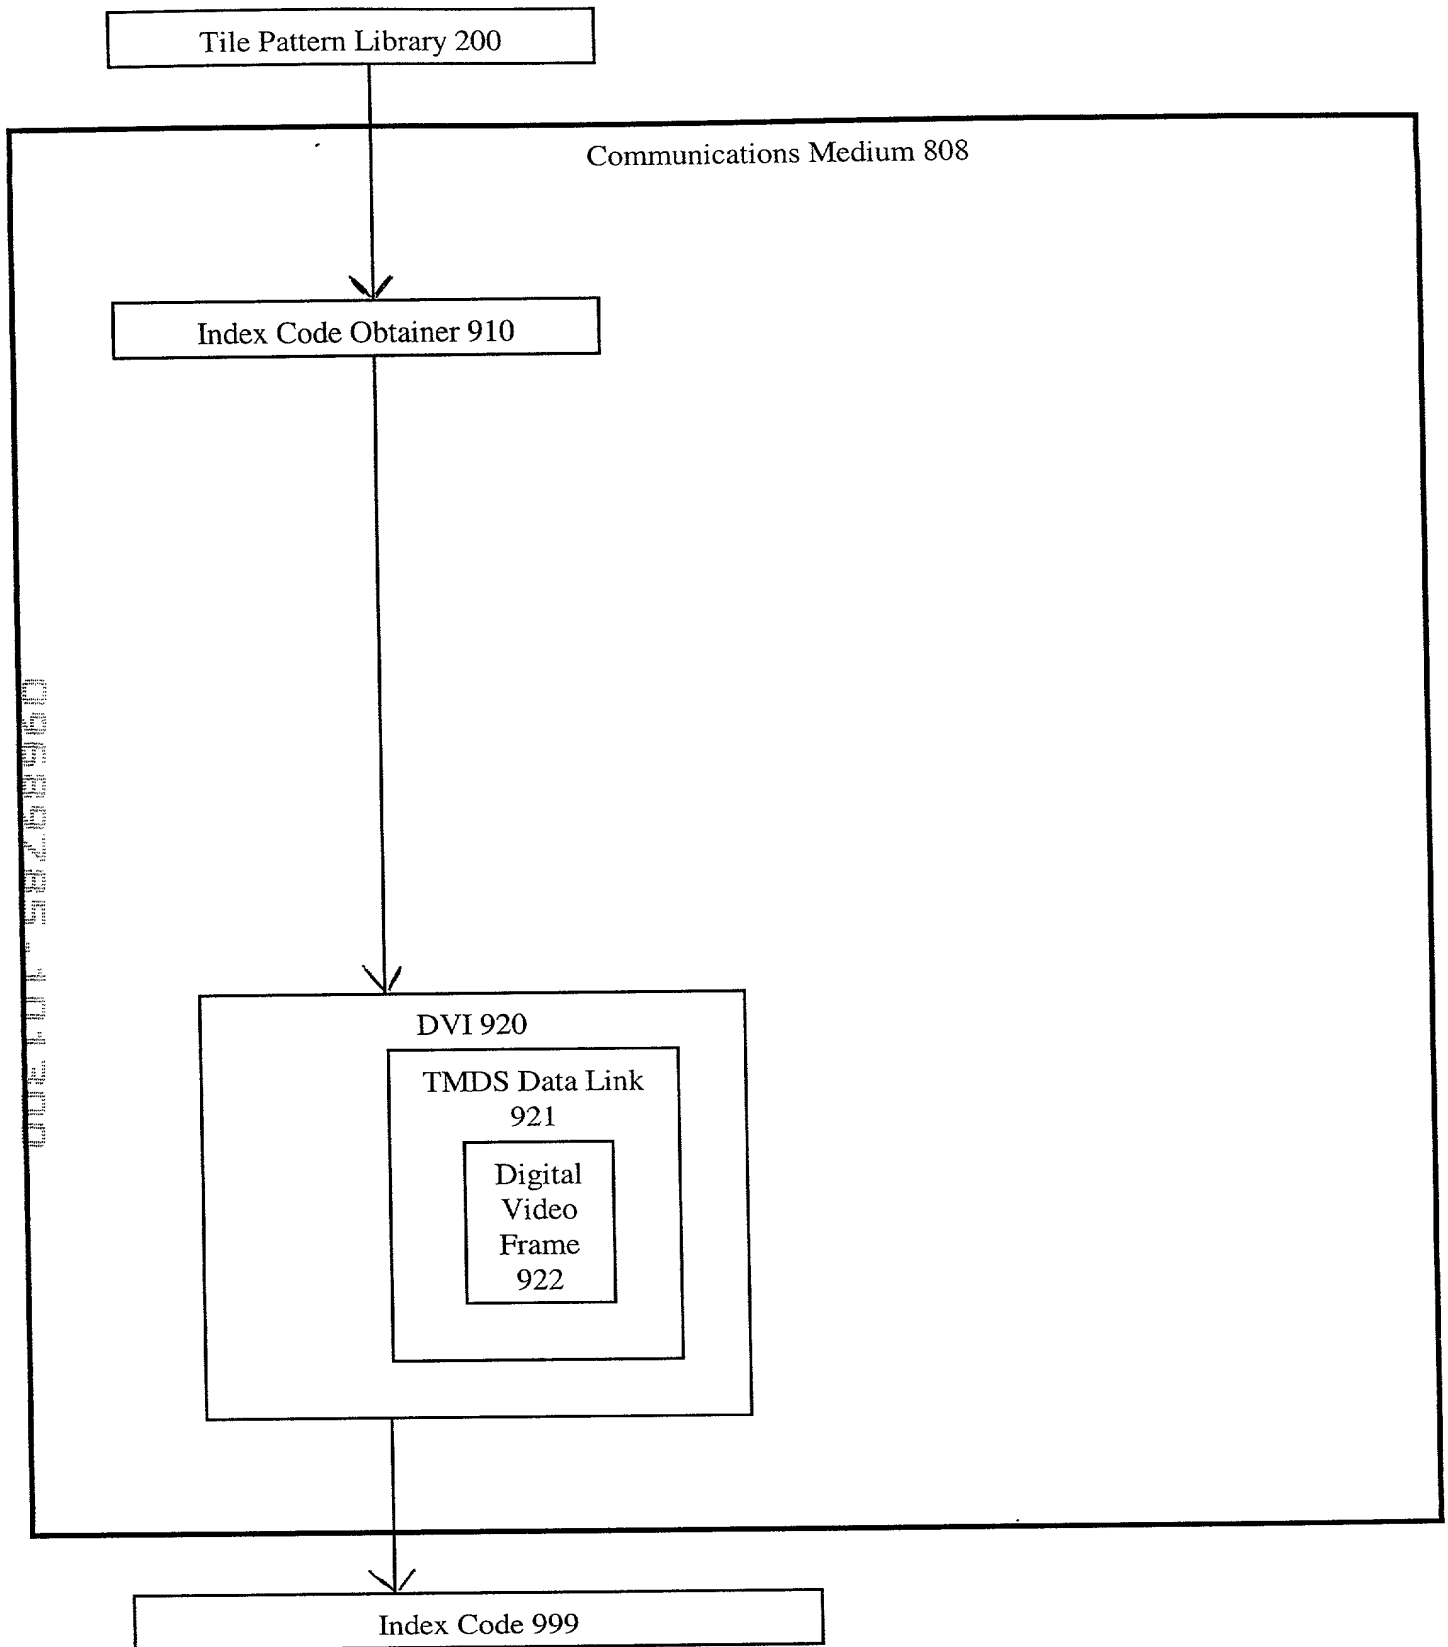 Tile Pattern Library 200
Communications Medium 808
Index Code Obtainer 910
DVI 920
TMDS Data Link
921
Digital
Video
Frame
922
Index Code 999